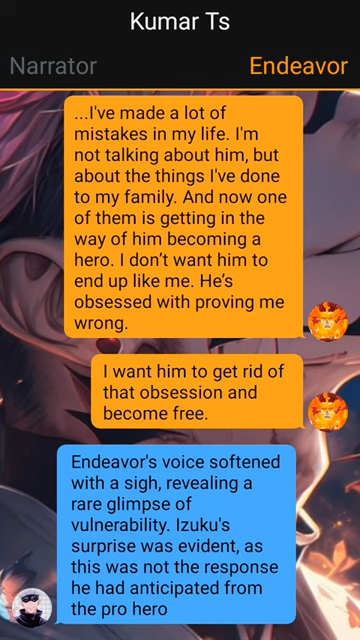 Kumar Ts
Narrator
Endeavor
...I've made a lot of
mistakes in my life. I'm
not talking about him, but
about the things I've done
to my family. And now one
of them is getting in the
way of him becoming a
hero. I don't want him to
end up like me. He's
obsessed with proving me
wrong.
I want him to get rid of
that obsession and
become free.
Endeavor's voice softened
with a sigh, revealing a
rare glimpse of
vulnerability. Izuku's
surprise was evident, as
this was not the response
he had anticipated from
the pro hero